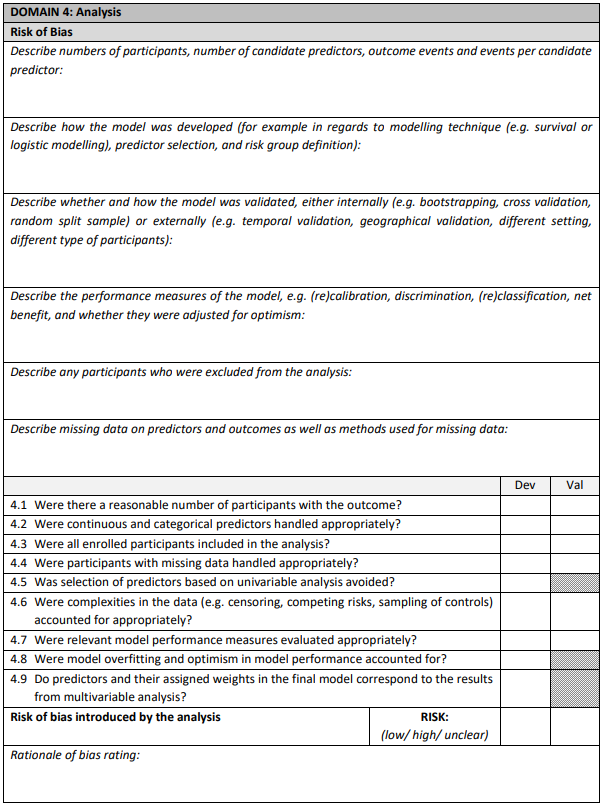 DOMAIN 4: Analysis
Risk of Bias
Describe numbers of participants, number of candidate predictors, outcome events and events per candidate
predictor:
Describe how the model was developed (for example in regards to modelling technique (e.g. survival or
logistic modelling), predictor selection, and risk group definition):
Describe whether and how the model was validated, either internally (e.g. bootstrapping, cross validation,
random split sample) or externally (e.g. temporal validation, geographical validation, different setting,
different type of participants):
Describe the performance measures of the model, e.g. (re)calibration, discrimination, (re)classification, net
benefit, and whether they were adjusted for optimism:
Describe any participants who were excluded from the analysis:
Describe missing data on predictors and outcomes as well as methods used for missing data:
Dev Val
4.1 Were there a reasonable number of participants with the outcome?
4.2 Were continuous and categorical predictors handled appropriately?
4.3 Were all enrolled participants included in the analysis?
4.4 Were participants with missing data handled appropriately?
4.5 Was selection of predictors based on univariable analysis avoided?
4.6 Were complexities in the data (e.g. censoring, competing risks, sampling of controls)
accounted for appropriately?
4.7 Were relevant model performance measures evaluated appropriately?
4.8 Were model overfitting and optimism in model performance accounted for?
4.9 Do predictors and their assigned weights in the final model correspond to the results
from multivariable analysis?
Risk of bias introduced by the analysis RISK:
(low/ high/ unclear)
Rationale of bias rating: